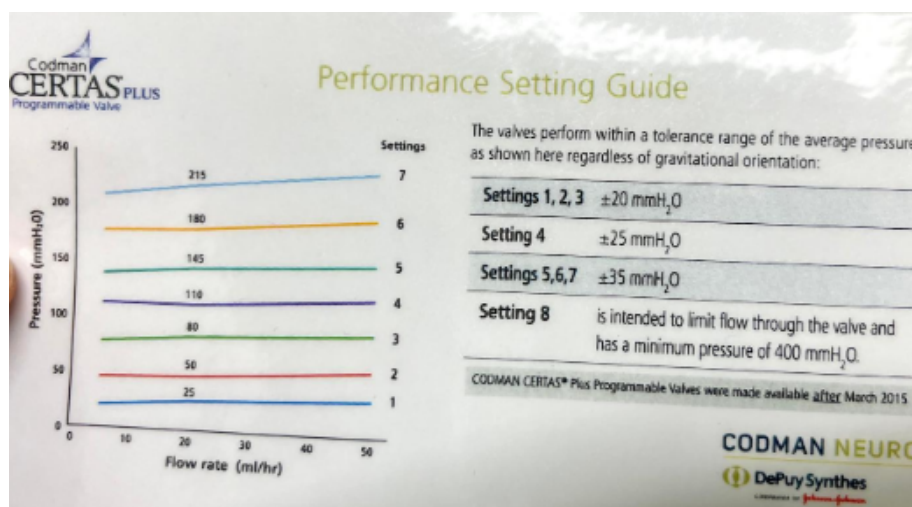 Codman
CERTAS PLUS
Programmable Valve
Performance Setting Guide
250
200
150
100
50
0
Pressure (mmH₂O)
Settings
215
7
180
6
145
5
110
4
80
3
50
2
25
1
0
10
20
30
40
50
Flow rate (ml/hr)
The valves perform within a tolerance range of the average pressure
as shown here regardless of gravitational orientation:
Settings 1, 2, 3 ±20 mmH₂O
Setting 4 ±25 mmH₂O
Settings 5,6,7 ±35 mmH₂O
Setting 8 is intended to limit flow through the valve and
has a minimum pressure of 400 mmH₂O.
CODMAN CERTAS® Plus Programmable Valves were made available after March 2015
CODMAN NEURO
DePuy Synthes
Johnson-Johnson